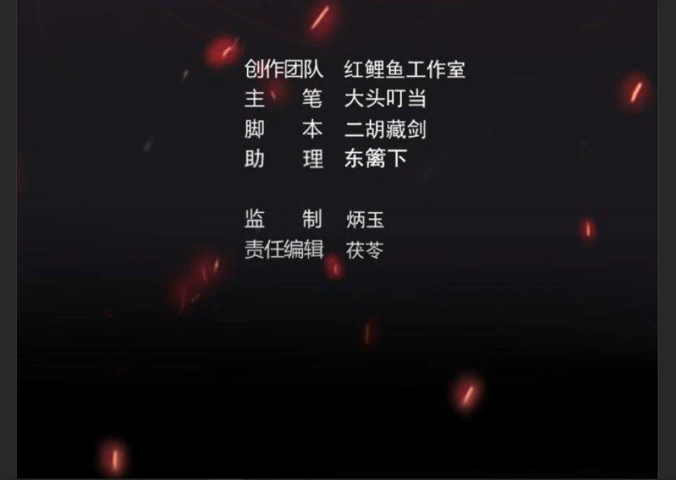 创作团队 红鲤鱼工作室
主 笔 大头叮当
脚 本 二胡藏剑
助 理 东篱下
监 制 炳玉
责任编辑 茯苓